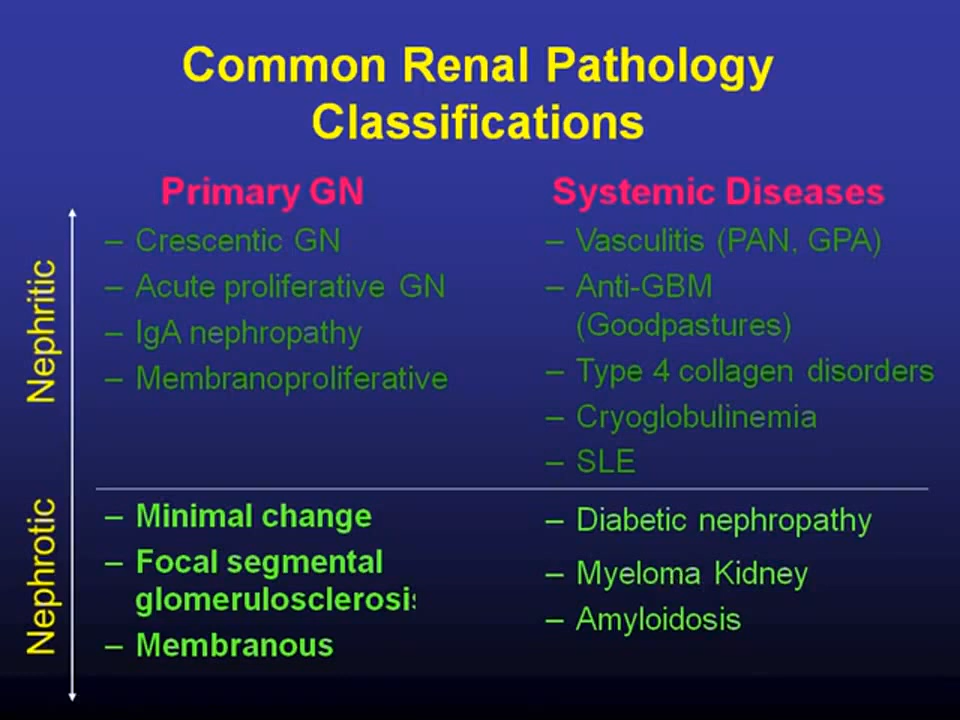 Common Renal Pathology
Classifications
Primary GN
– Crescentic GN
– Acute proliferative GN
– IgA nephropathy
– Membranoproliferative
Systemic Diseases
– Vasculitis (PAN, GPA)
– Anti-GBM
(Goodpastures)
– Type 4 collagen disorders
– Cryoglobulinemia
– SLE
Nephritic
– Minimal change
– Focal segmental
glomerulosclerosis
– Membranous
– Diabetic nephropathy
– Myeloma Kidney
– Amyloidosis
Nephrotic